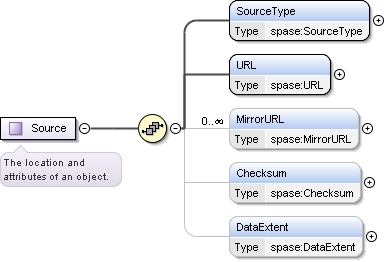 SourceType
Type spase:SourceType
URL
Type spase:URL
Source
0..∞
MirrorURL
Type spase:MirrorURL
The location and
attributes of an object.
Checksum
Type spase:Checksum
DataExtent
Type spase:DataExtent